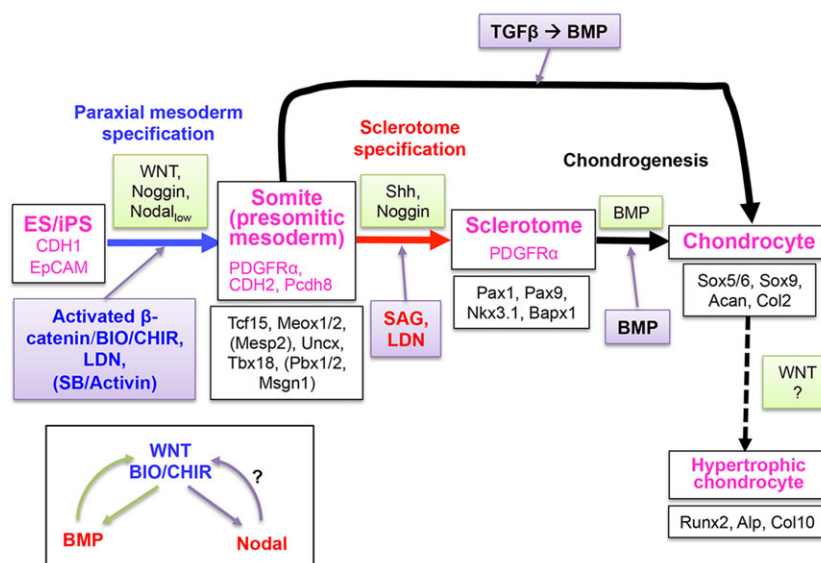 TGFβ → BMP
Paraxial mesoderm
specification
WNT,
Noggin,
Nodallow
Sclerotome
specification
Shh,
Noggin
Chondrogenesis
BMP
ES/iPS
CDH1
EpCAM
Somite
(presomitic
mesoderm)
PDGFRα,
CDH2, Pcdh8
Sclerotome
PDGFRα
Chondrocyte
Activated β-
catenin/BIO/CHIR,
LDN,
(SB/Activin)
Tcf15, Meox1/2,
(Mesp2), Uncx,
Tbx18, (Pbx1/2,
Msgn1)
SAG,
LDN
Pax1, Pax9,
Nkx3.1, Bapx1
BMP
Sox5/6, Sox9,
Acan, Col2
WNT
?
WNT
BIO/CHIR
?
BMP
Nodal
Hypertrophic
chondrocyte
Runx2, Alp, Col10